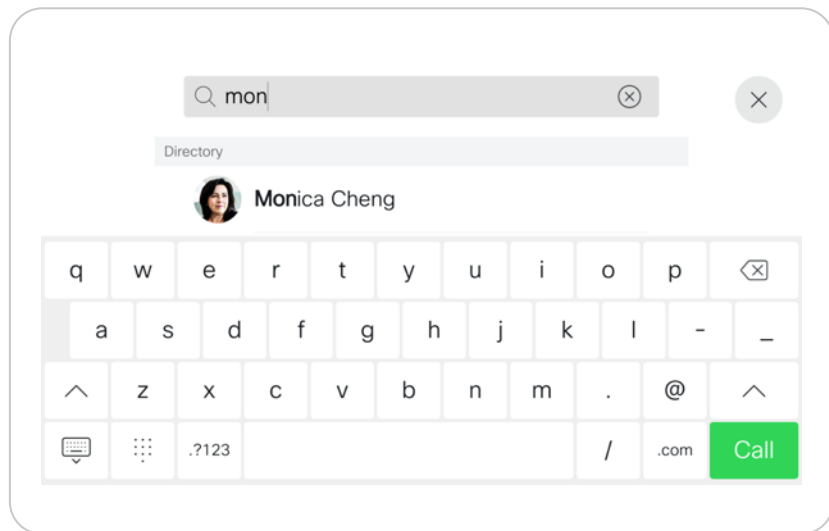 mon
Directory
Monica Cheng
q w e r t y u i o p
a s d f g h j k l - _
z x c v b n m . @
.?123 / .com Call